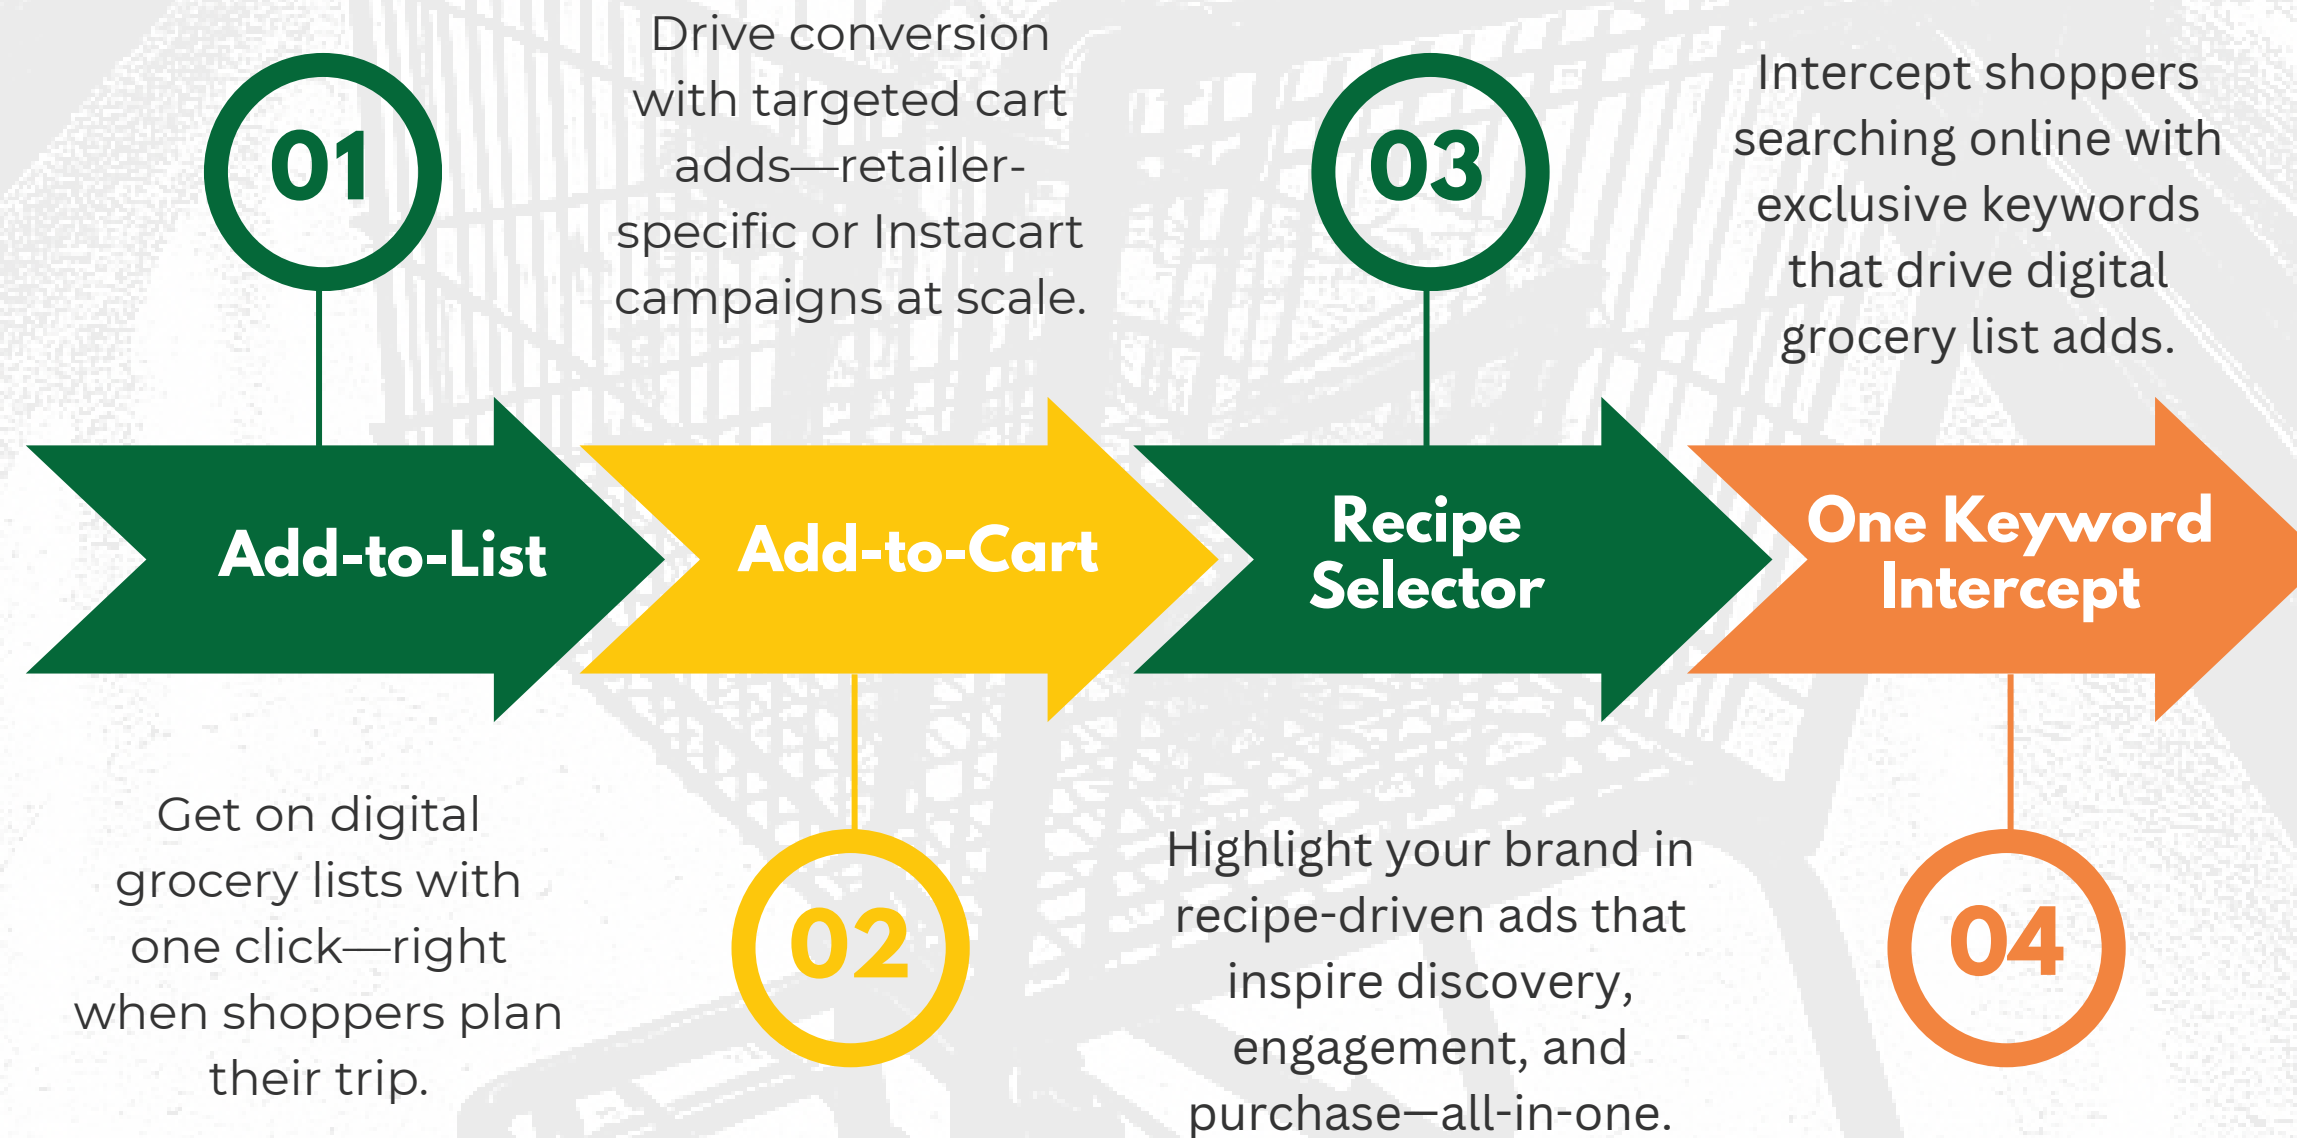 01
Add-to-List
Get on digital
grocery lists with
one click—right
when shoppers plan
their trip.
Drive conversion
with targeted cart
adds—retailer-
specific or Instacart
campaigns at scale.
Add-to-Cart
02
03
Recipe
Selector
Highlight your brand in
recipe-driven ads that
inspire discovery,
engagement, and
purchase—all-in-one.
Intercept shoppers
searching online with
exclusive keywords
that drive digital
grocery list adds.
One Keyword
Intercept
04